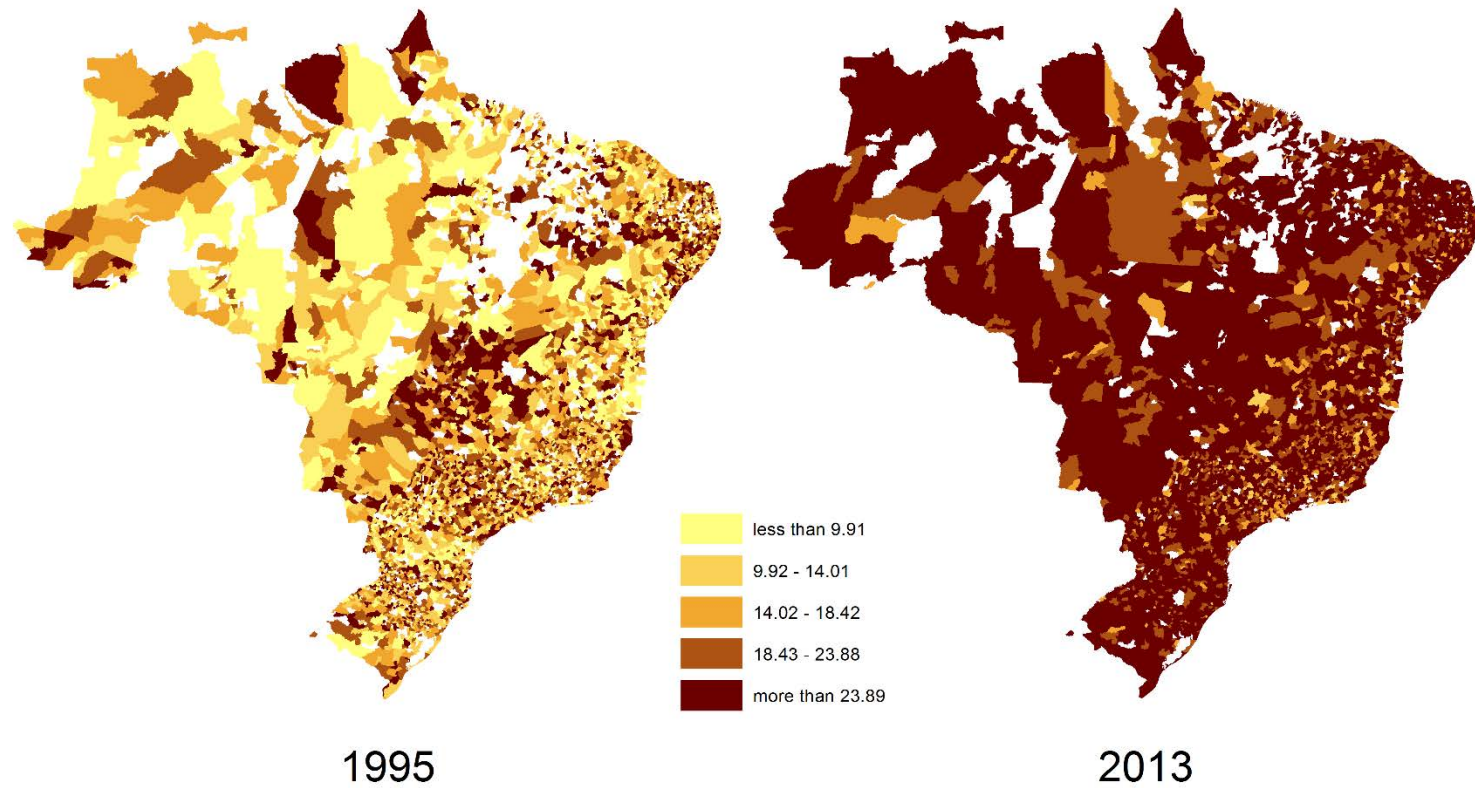 less than 9.91
9.92 - 14.01
14.02 - 18.42
18.43 - 23.88
more than 23.89
1995
2013